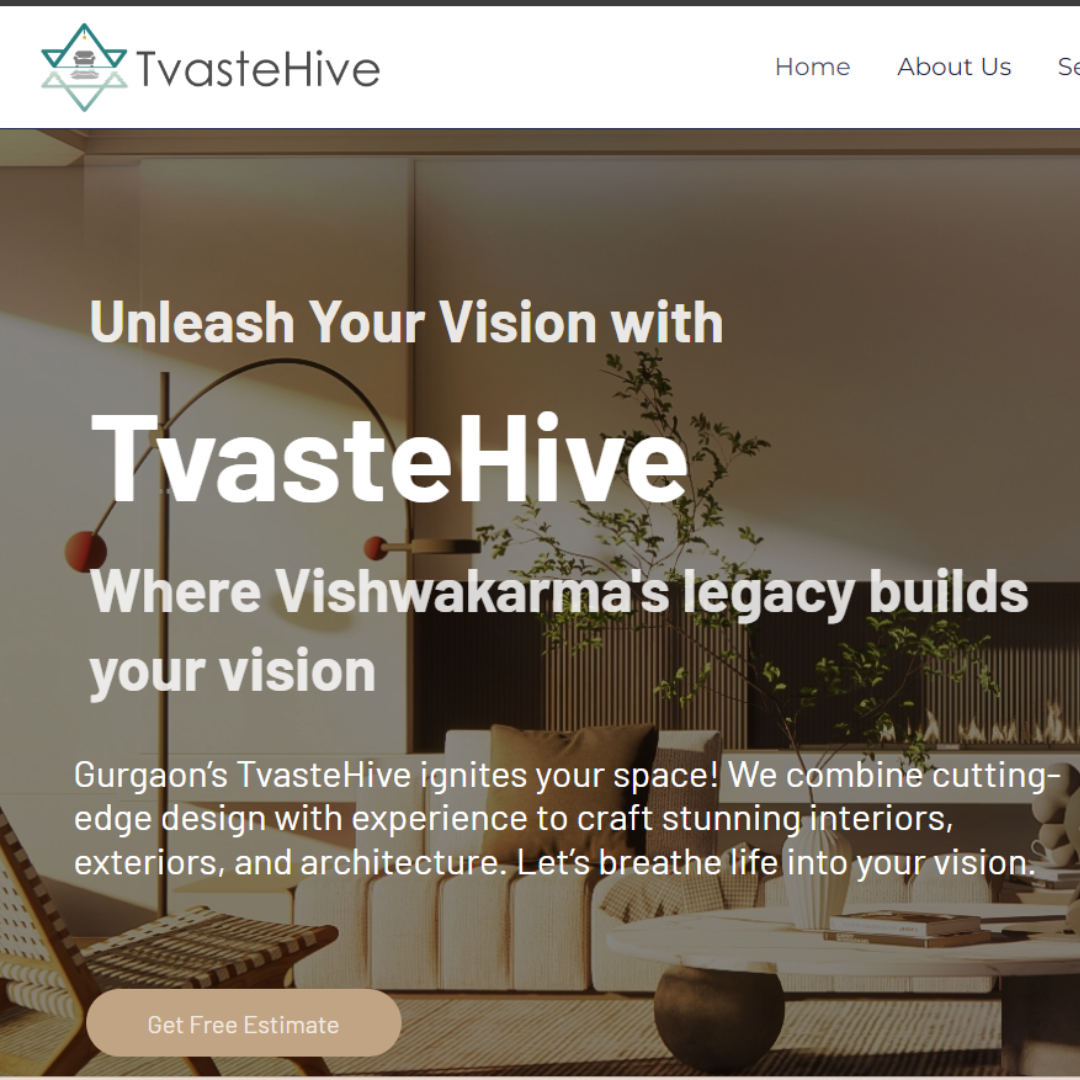 TvasteHive
Home About Us Se
Unleash Your Vision with
TvasteHive
Where Vishwakarma's legacy builds
your vision
Gurgaon’s TvasteHive ignites your space! We combine cutting-
edge design with experience to craft stunning interiors,
exteriors, and architecture. Let’s breathe life into your vision.
Get Free Estimate